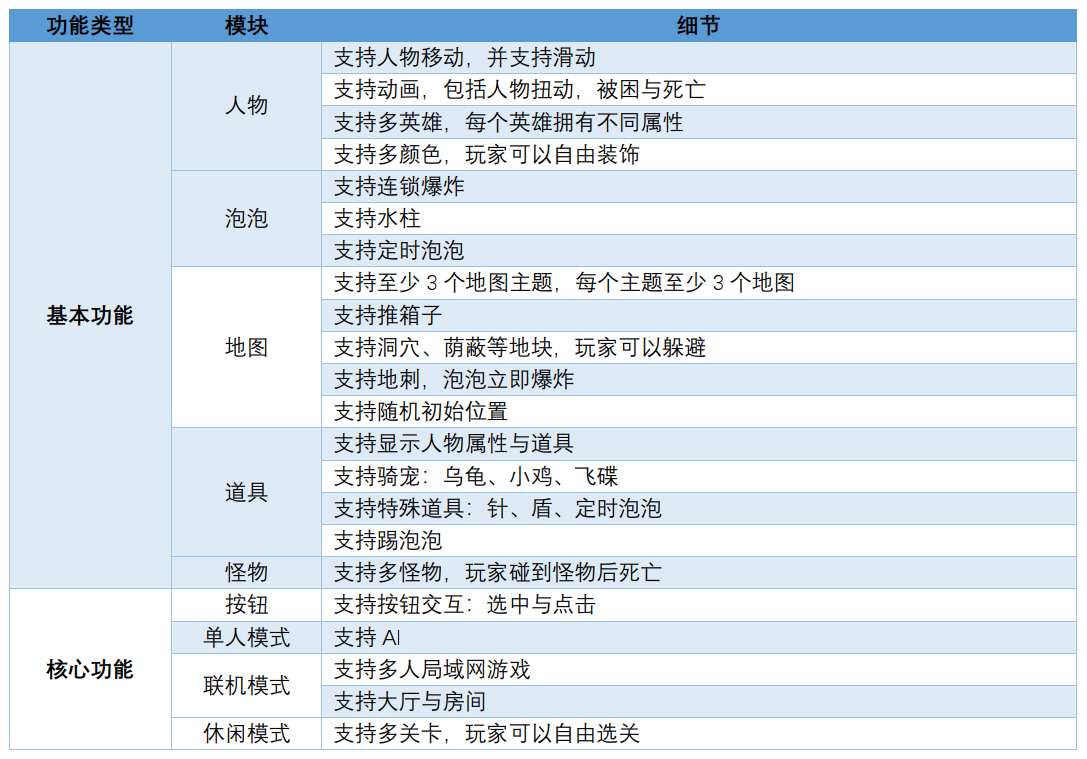 功能类型 模块 细节
基本功能
人物
支持人物移动，并支持滑动
支持动画，包括人物扭动，被困与死亡
支持多英雄，每个英雄拥有不同属性
支持多颜色，玩家可以自由装饰
泡泡
支持连锁爆炸
支持水柱
支持定时泡泡
地图
支持至少 3 个地图主题，每个主题至少 3 个地图
支持推箱子
支持洞穴、荫蔽等地块，玩家可以躲避
支持地刺，泡泡立即爆炸
支持随机初始位置
道具
支持显示人物属性与道具
支持骑宠：乌龟、小鸡、飞碟
支持特殊道具：针、盾、定时泡泡
支持踢泡泡
怪物
支持多怪物，玩家碰到怪物后死亡
核心功能
按钮
支持按钮交互：选中与点击
单人模式
支持 AI
联机模式
支持多人局域网游戏
支持大厅与房间
休闲模式
支持多关卡，玩家可以自由选关